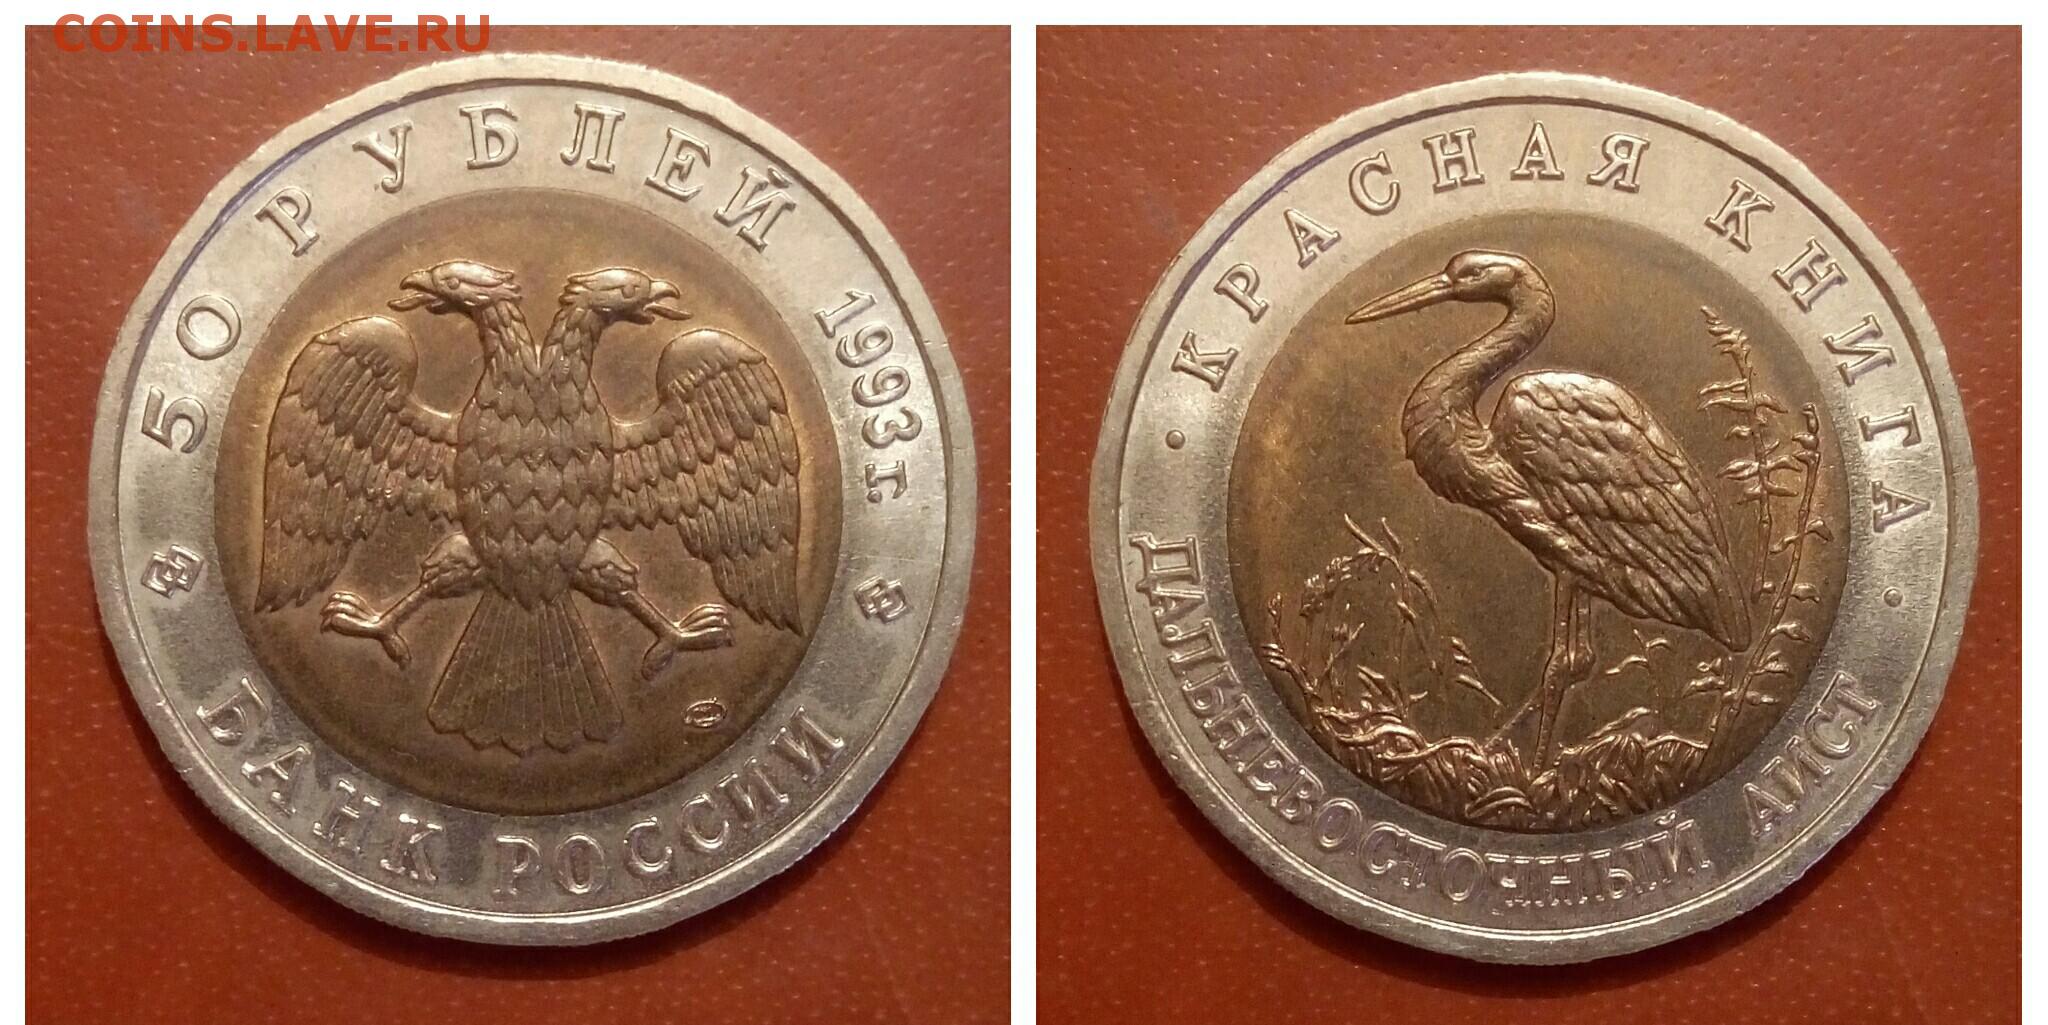 COINS.LAVE.RU
50 РУБЛЕЙ 1993 г.
БАНК РОССИИ
· КРАСНАЯ КНИГА ·
ДАЛЬНЕВОСТОЧНЫЙ АИСТ